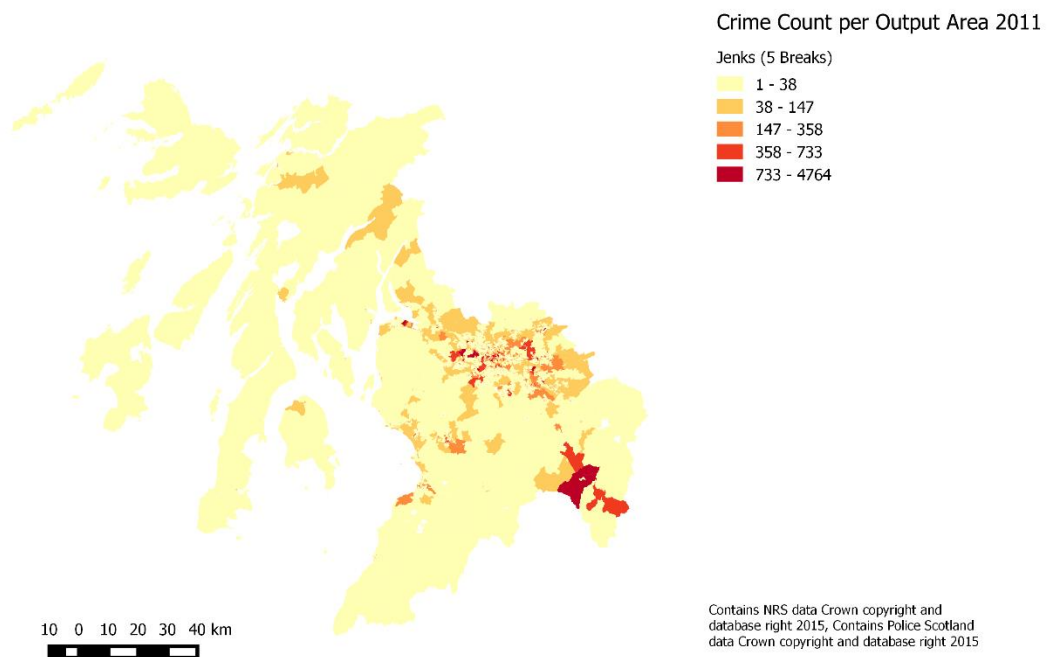 Crime Count per Output Area 2011
Jenks (5 Breaks)
1 - 38
38 - 147
147 - 358
358 - 733
733 - 4764
10 0 10 20 30 40 km
Contains NRS data Crown copyright and
database right 2015, Contains Police Scotland
data Crown copyright and database right 2015